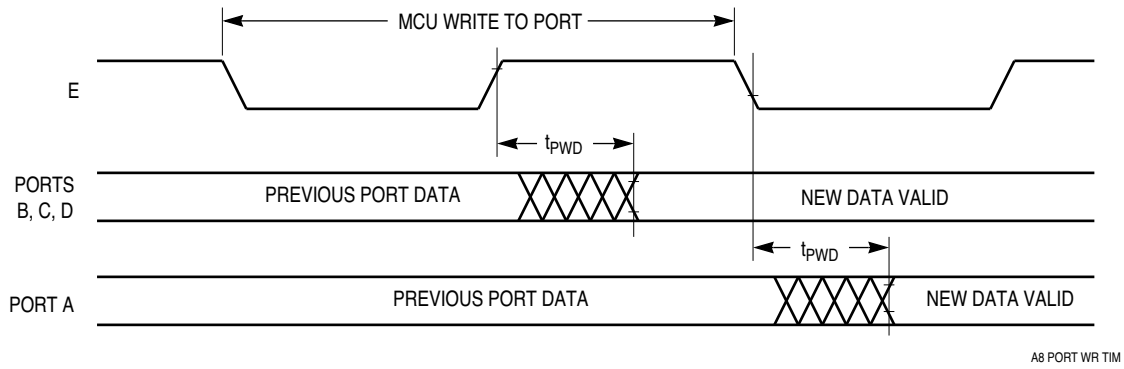 MCU WRITE TO PORT
E
tPWD
PORTS
B, C, D
PREVIOUS PORT DATA
NEW DATA VALID
tPWD
PORT A
PREVIOUS PORT DATA
NEW DATA VALID
A8 PORT WR TIM